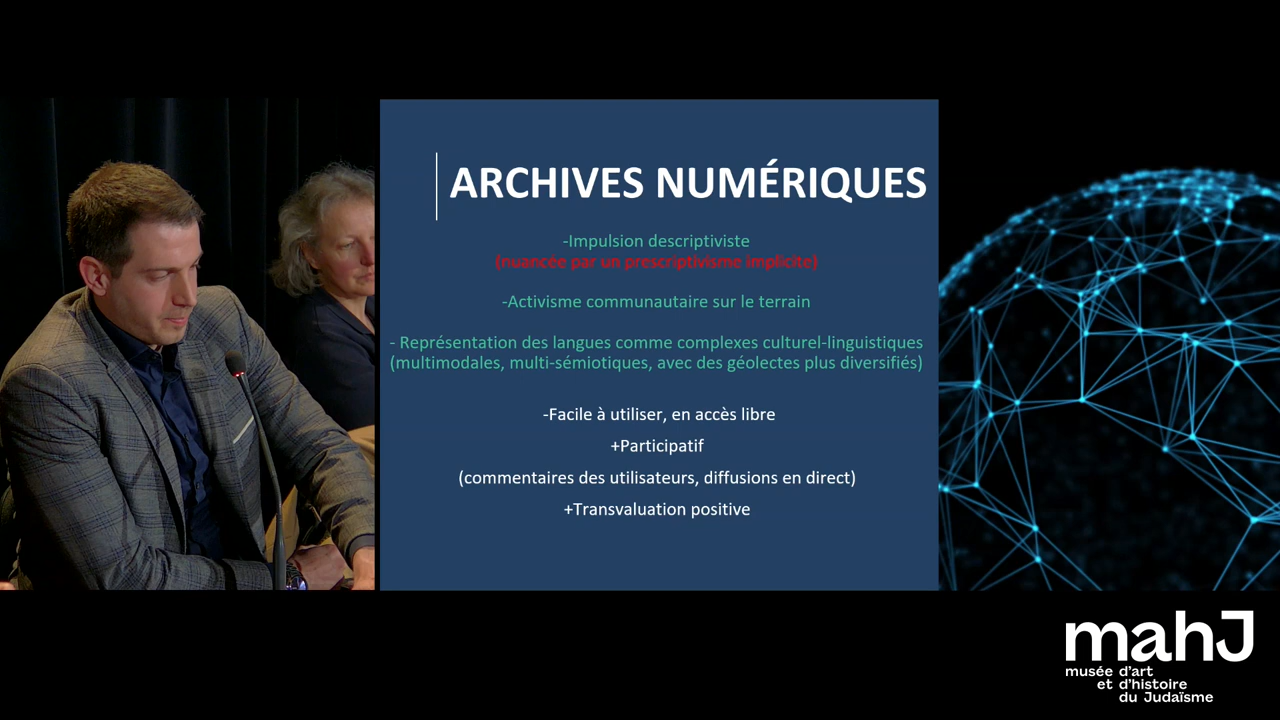 ARCHIVES NUMÉRIQUES
-Impulsion descriptiviste
(nuancée par un prescriptivisme implicite)
-Activisme communautaire sur le terrain
- Représentation des langues comme complexes culturel-linguistiques
(multimodales, multi-sémiotiques, avec des géolectes plus diversifiés)
-Facile à utiliser, en accès libre
+Participatif
(commentaires des utilisateurs, diffusions en direct)
+Transvaluation positive
mahJ
musée d'art
et d'histoire
du Judaïsme